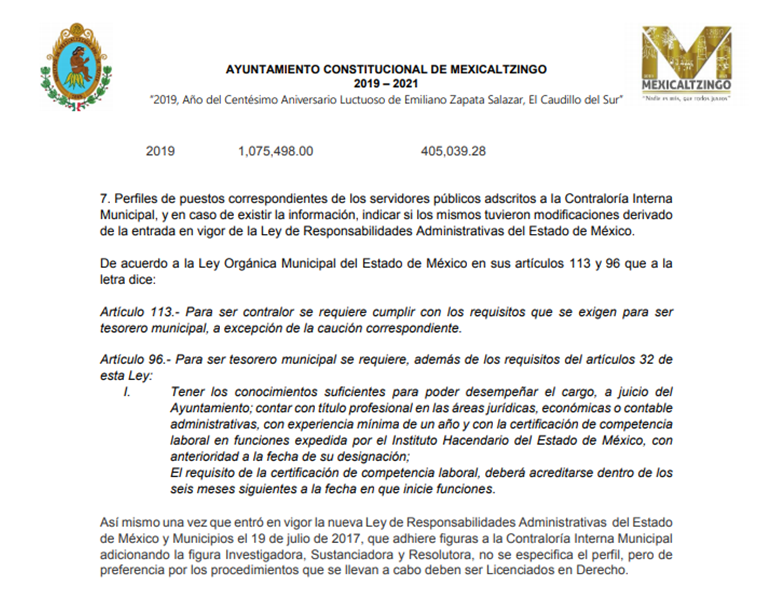 AYUNTAMIENTO CONSTITUCIONAL DE MEXICALTZINGO
2019 – 2021
"2019, Año del Centésimo Aniversario Luctuoso de Emiliano Zapata Salazar, El Caudillo del Sur"
MEXICALTZINGO
"Nadie es más, que todos juntos"
2019 1,075,498.00 405,039.28
7. Perfiles de puestos correspondientes de los servidores públicos adscritos a la Contraloría Interna
Municipal, y en caso de existir la información, indicar si los mismos tuvieron modificaciones derivado
de la entrada en vigor de la Ley de Responsabilidades Administrativas del Estado de México.
De acuerdo a la Ley Orgánica Municipal del Estado de México en sus artículos 113 y 96 que a la
letra dice:
Artículo 113.- Para ser contralor se requiere cumplir con los requisitos que se exigen para ser
tesorero municipal, a excepción de la caución correspondiente.
Artículo 96.- Para ser tesorero municipal se requiere, además de los requisitos del artículos 32 de
esta Ley:
I. Tener los conocimientos suficientes para poder desempeñar el cargo, a juicio del
Ayuntamiento; contar con título profesional en las áreas jurídicas, económicas o contable
administrativas, con experiencia mínima de un año y con la certificación de competencia
laboral en funciones expedida por el Instituto Hacendario del Estado de México, con
anterioridad a la fecha de su designación;
El requisito de la certificación de competencia laboral, deberá acreditarse dentro de los
seis meses siguientes a la fecha en que inicie funciones.
Así mismo una vez que entró en vigor la nueva Ley de Responsabilidades Administrativas del Estado
de México y Municipios el 19 de julio de 2017, que adhiere figuras a la Contraloría Interna Municipal
adicionando la figura Investigadora, Sustanciadora y Resolutora, no se especifica el perfil, pero de
preferencia por los procedimientos que se llevan a cabo deben ser Licenciados en Derecho.